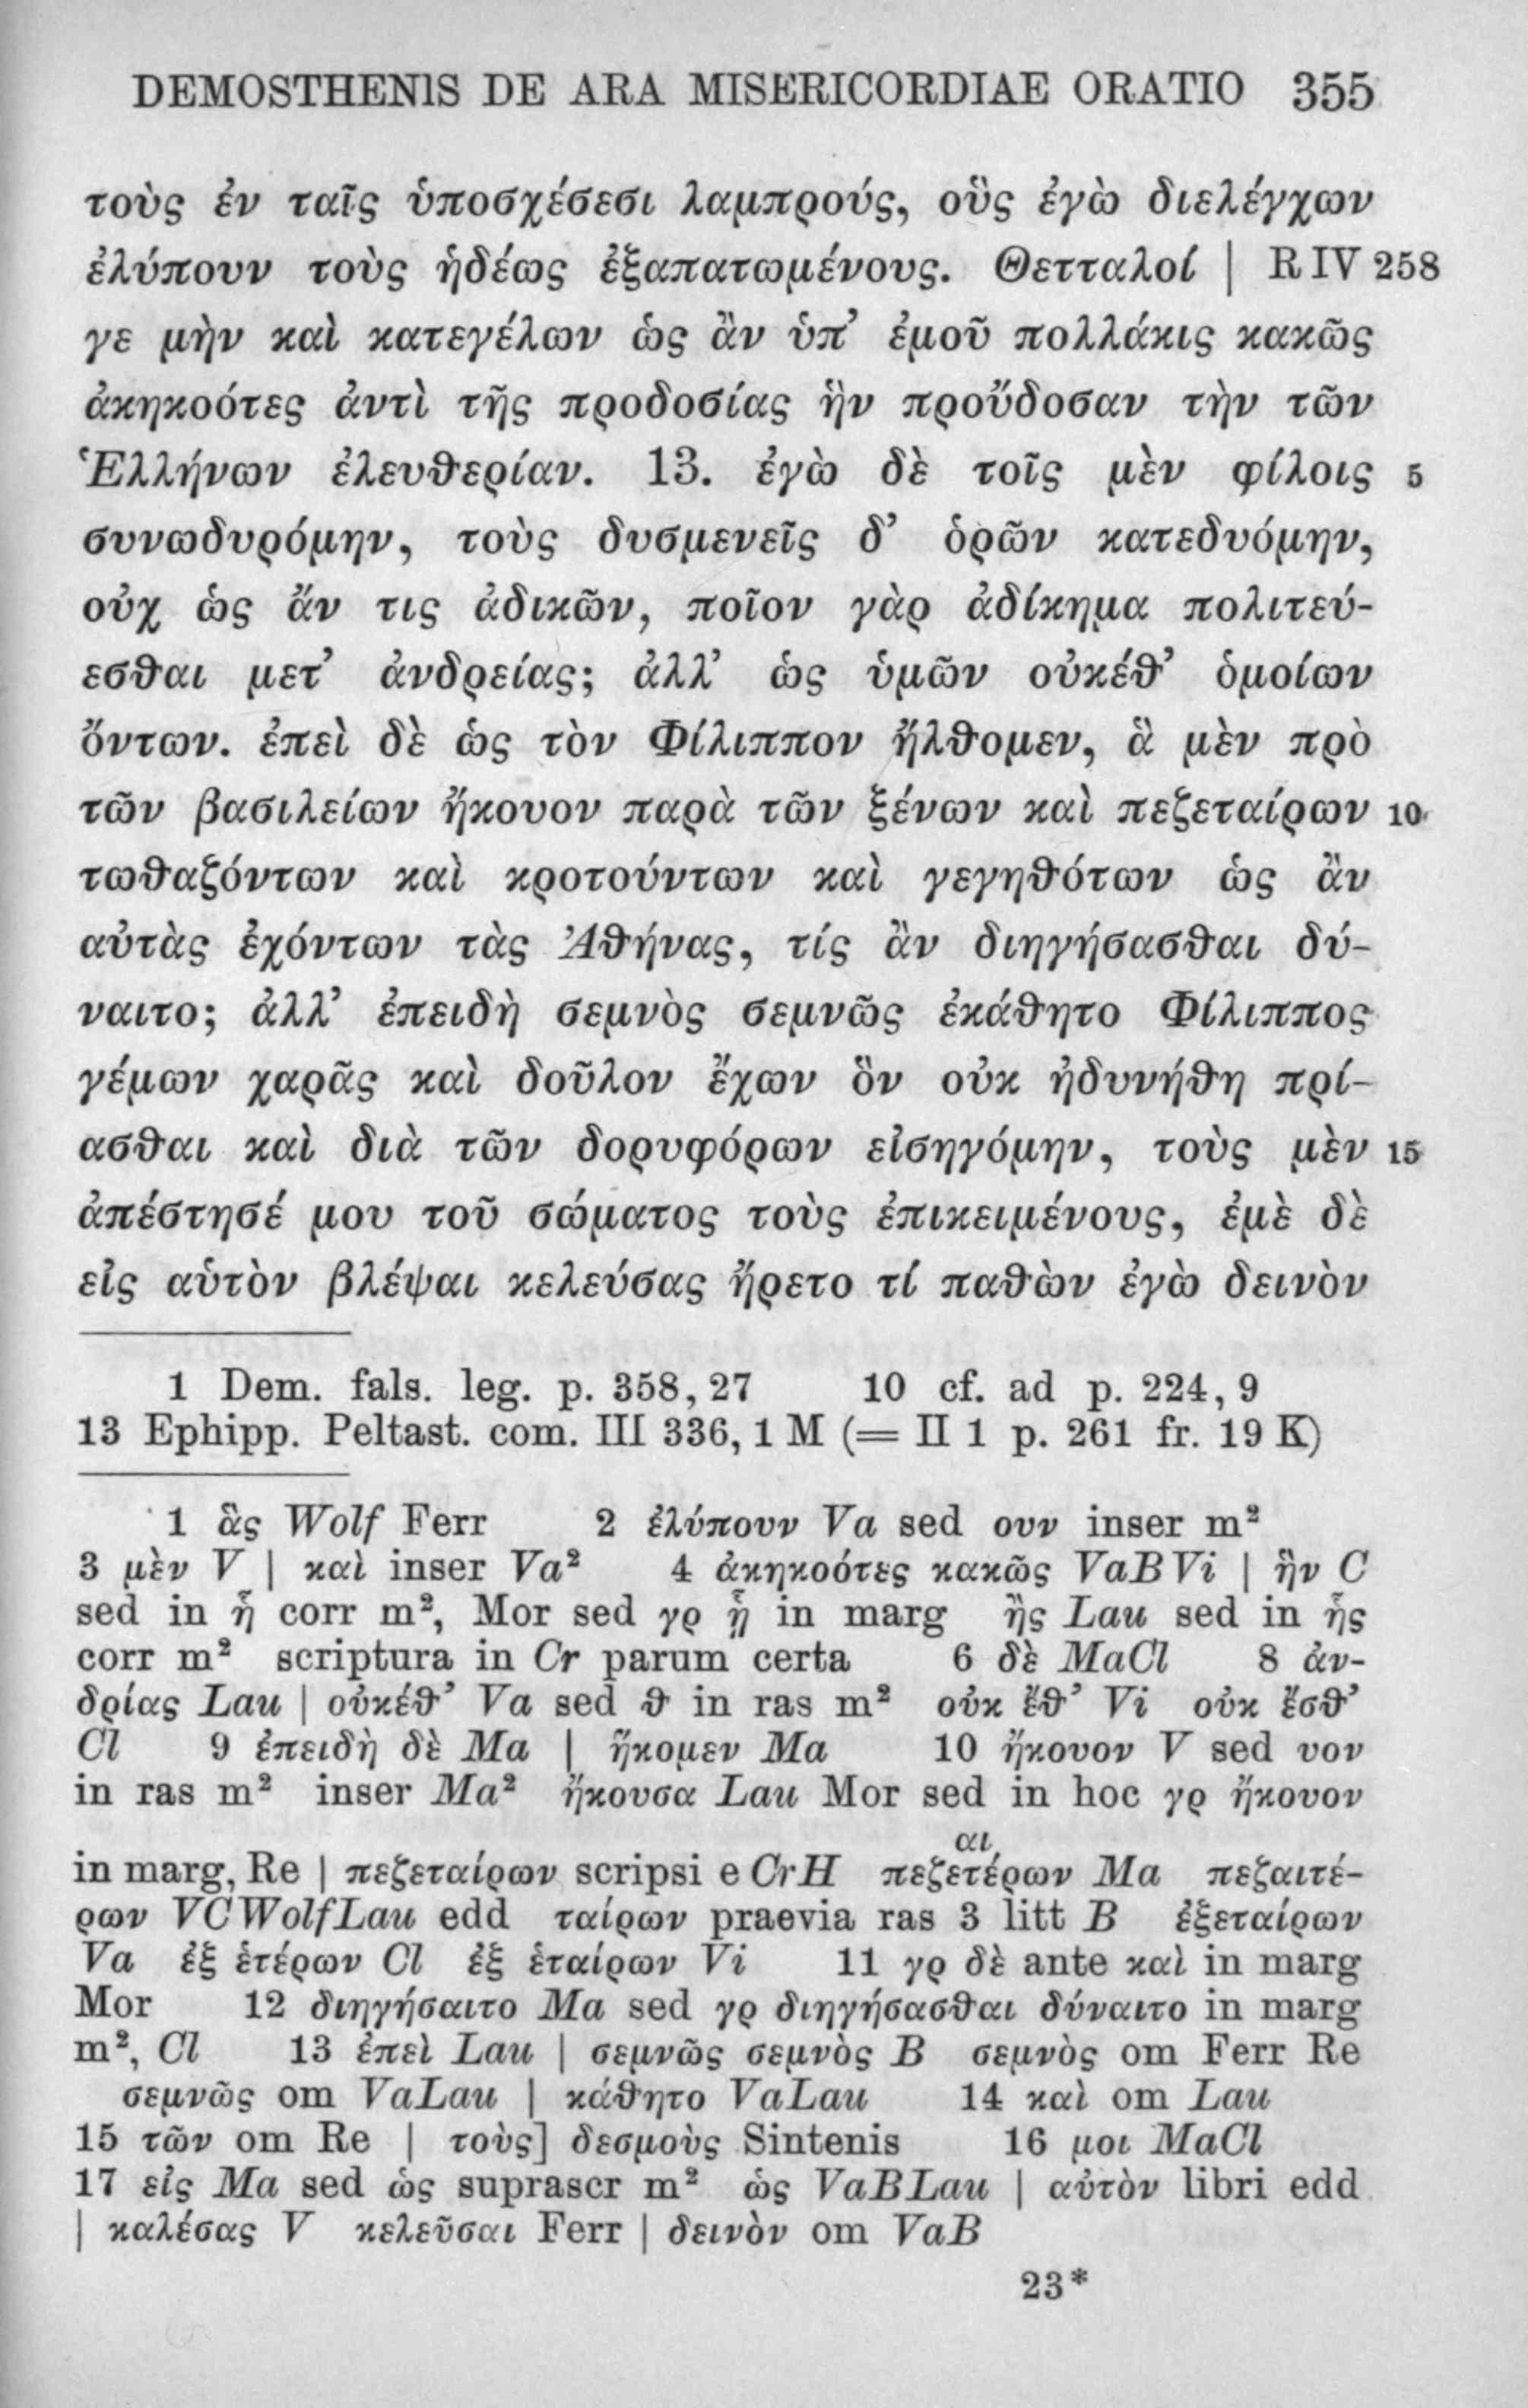 DEMOSTHENIS DE ARA MISERICORDIAE ORATIO 355
τοὺς ἐν ταῖς ὑποσχέσεσι λαμπρούς, οὓς ἐγὼ διελέγχων
ἐλύπουν τοὺς ἡδέως ἐξαπατωμένους. Θετταλοί | R IV 258
γε μὴν καὶ κατεγέλων ὡς ἂν ὑπ’ ἐμοῦ πολλάκις κακῶς
ἀκηκοότες ἀντὶ τῆς προδοσίας ἣν προὔδοσαν τὴν τῶν
Ἑλλήνων ἐλευθερίαν. 13. ἐγὼ δὲ τοῖς μὲν φίλοις 5
συνωδυρόμην, τοὺς δυσμενεῖς δ’ ὁρῶν κατεδυόμην,
οὐχ ὡς ἄν τις ἀδικῶν, ποῖον γὰρ ἀδίκημα πολιτεύ-
εσθαι μετ’ ἀνδρείας; ἀλλ’ ὡς ὑμῶν οὐκέθ’ ὁμοίων
ὄντων. ἐπεὶ δὲ ὡς τὸν Φίλιππον ἤλθομεν, ἃ μὲν πρὸ
τῶν βασιλείων ἤκουον παρὰ τῶν ξένων καὶ πεζεταίρων 10
τωθαζόντων καὶ κροτούντων καὶ γεγηθότων ὡς ἂν
αὐτὰς ἐχόντων τὰς Ἀθήνας, τίς ἂν διηγήσασθαι δύ-
ναιτο; ἀλλ’ ἐπειδὴ σεμνὸς σεμνῶς ἐκάθητο Φίλιππος
γέμων χαρᾶς καὶ δοῦλον ἔχων ὃν οὐκ ἠδυνήθη πρί-
ασθαι καὶ διὰ τῶν δορυφόρων εἰσηγόμην, τοὺς μὲν 15
ἀπέστησέ μου τοῦ σώματος τοὺς ἐπικειμένους, ἐμὲ δὲ
εἰς αὑτὸν βλέψαι κελεύσας ἤρετο τί παθὼν ἐγὼ δεινὸν
1 Dem. fals. leg. p. 358, 27 10 cf. ad p. 224, 9
13 Ephipp. Peltast. com. III 336, 1 M (= II 1 p. 261 fr. 19 K)
1 ἃς Wolf Ferr 2 ἐλύπουν Va sed ουν inser m²
3 μὲν V | καὶ inser Va² 4 ἀκηκοότες κακῶς VaBVi | ἣν C
sed in ᾗ corr m², Mor sed γρ ᾗ in marg ἣς Lau sed in ἧς
corr m² scriptura in Cr parum certa 6 δὲ MaCl 8 ἀν-
δρίας Lau | οὐκέθ’ Va sed θ in ras m² οὐκ ἔθ’ Vi οὐκ ἔσθ’
Cl 9 ἐπειδὴ δὲ Ma | ἥκομεν Ma 10 ἤκουον V sed υον
in ras m² inser Ma² ἤκουσα Lau Mor sed in hoc γρ ἤκουον
αι
in marg, Re | πεζεταίρων scripsi e CrH πεζετέρων Ma πεζαιτέ-
ρων VCWolfLau edd ταίρων praevia ras 3 litt B ἐξεταίρων
Va ἐξ ἑτέρων Cl ἐξ ἑταίρων Vi 11 γρ δὲ ante καὶ in marg
Mor 12 διηγήσαιτο Ma sed γρ διηγήσασθαι δύναιτο in marg
m², Cl 13 ἐπεὶ Lau | σεμνῶς σεμνὸς B σεμνὸς om Ferr Re
σεμνῶς om VaLau | κάθητο VaLau 14 καὶ om Lau
15 τῶν om Re | τοὺς] δεσμοὺς Sintenis 16 μοι MaCl
17 εἰς Ma sed ὡς suprascr m² ὡς VaBLau | αὐτὸν libri edd
| καλέσας V κελεῦσαι Ferr | δεινὸν om VaB
23*